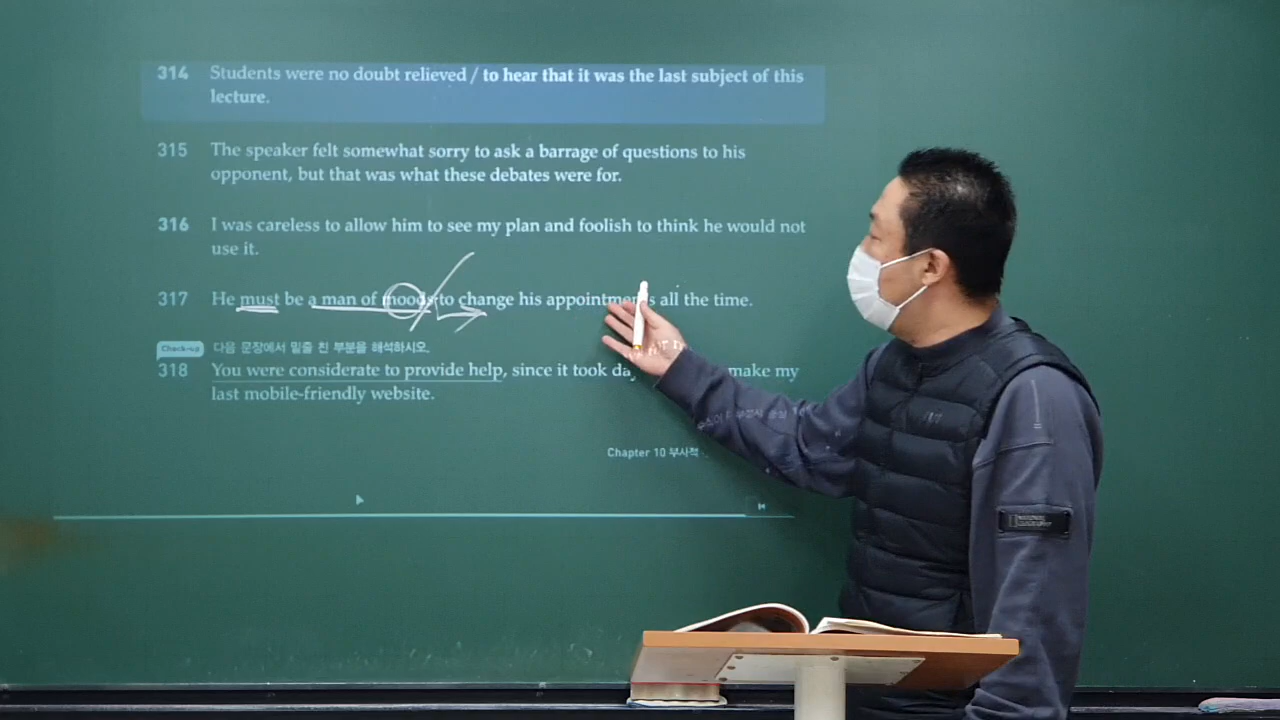 314 Students were no doubt relieved / to hear that it was the last subject of this
lecture.
315 The speaker felt somewhat sorry to ask a barrage of questions to his
opponent, but that was what these debates were for.
316 I was careless to allow him to see my plan and foolish to think he would not
use it.
317 He must be a man of moods to change his appointments all the time.
Check-up 다음 문장에서 밑줄 친 부분을 해석하시오.
318 You were considerate to provide help, since it took make my
last mobile-friendly website.
Chapter 10 부사적
NATIONAL
GEOGRAPHIC